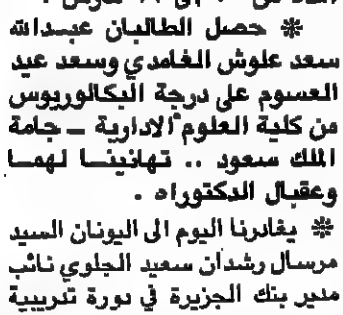 ❊ حصل الطالبان عبدالله
سعد علوش الغامدي وسعد عيد
العسوم على درجة البكالوريوس
من كلية العلوم الادارية ـ جامة
الملك سعود .. تهانينا لهما
وعقبال الدكتوراه .
❊ يغادرنا اليوم الى اليونان السيد
مرسال رشدان سعيد الجلوي نائب
مدير بنك الجزيرة في دورة تدريبية